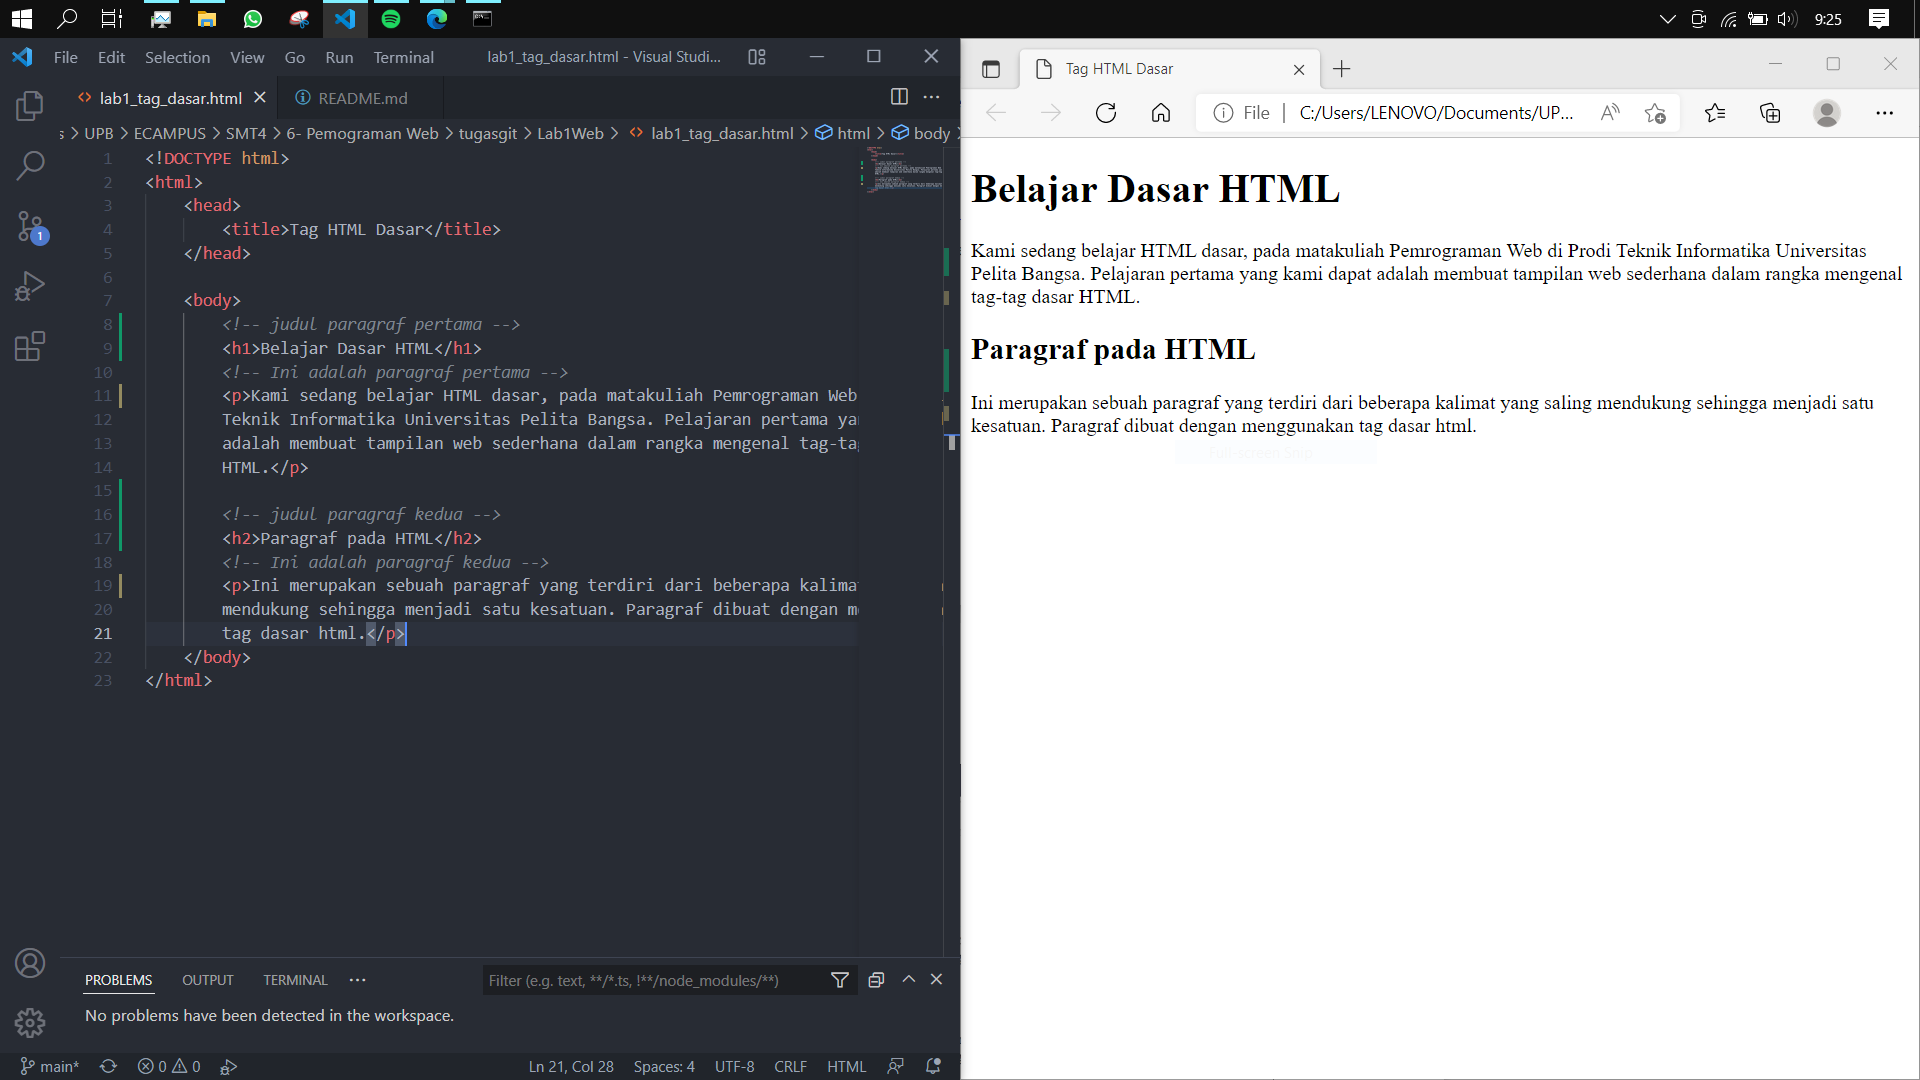 9:25
File Edit Selection View Go Run Terminal lab1_tag_dasar.html - Visual Studi...
lab1_tag_dasar.html README.md
s > UPB > ECAMPUS > SMT4 > 6- Pemograman Web > tugasgit > Lab1Web > lab1_tag_dasar.html > html > body >
1 <!DOCTYPE html>
2 <html>
3 <head>
4 <title>Tag HTML Dasar</title>
5 </head>
6
7 <body>
8 <!-- judul paragraf pertama -->
9 <h1>Belajar Dasar HTML</h1>
10 <!-- Ini adalah paragraf pertama -->
11 <p>Kami sedang belajar HTML dasar, pada matakuliah Pemrograman Web
12 Teknik Informatika Universitas Pelita Bangsa. Pelajaran pertama ya
13 adalah membuat tampilan web sederhana dalam rangka mengenal tag-ta
14 HTML.</p>
15
16 <!-- judul paragraf kedua -->
17 <h2>Paragraf pada HTML</h2>
18 <!-- Ini adalah paragraf kedua -->
19 <p>Ini merupakan sebuah paragraf yang terdiri dari beberapa kalima
20 mendukung sehingga menjadi satu kesatuan. Paragraf dibuat dengan m
21 tag dasar html.</p>
22 </body>
23 </html>
1
PROBLEMS OUTPUT TERMINAL ... Filter (e.g. text, **/*.ts, !**/node_modules/**)
No problems have been detected in the workspace.
main* 0 0 Ln 21, Col 28 Spaces: 4 UTF-8 CRLF HTML
Tag HTML Dasar
File | C:/Users/LENOVO/Documents/UP...
Belajar Dasar HTML
Kami sedang belajar HTML dasar, pada matakuliah Pemrograman Web di Prodi Teknik Informatika Universitas
Pelita Bangsa. Pelajaran pertama yang kami dapat adalah membuat tampilan web sederhana dalam rangka mengenal
tag-tag dasar HTML.
Paragraf pada HTML
Ini merupakan sebuah paragraf yang terdiri dari beberapa kalimat yang saling mendukung sehingga menjadi satu
kesatuan. Paragraf dibuat dengan menggunakan tag dasar html.